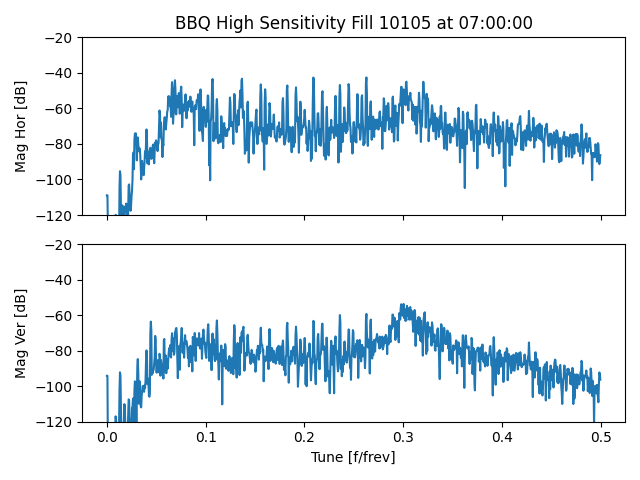 BBQ High Sensitivity Fill 10105 at 07:00:00
Mag Hor [dB]
−20
−40
−60
−80
−100
−120
Mag Ver [dB]
−20
−40
−60
−80
−100
−120
0.0 0.1 0.2 0.3 0.4 0.5
Tune [f/frev]